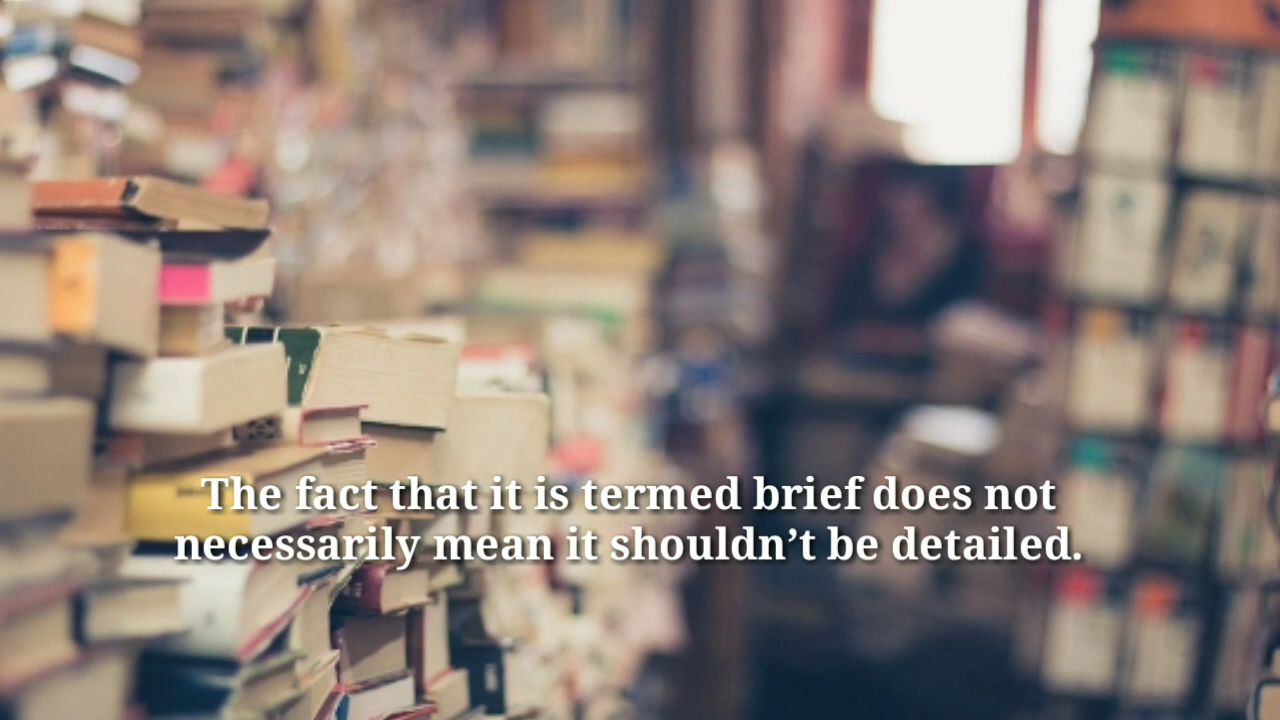 The fact that it is termed brief does not
necessarily mean it shouldn’t be detailed.